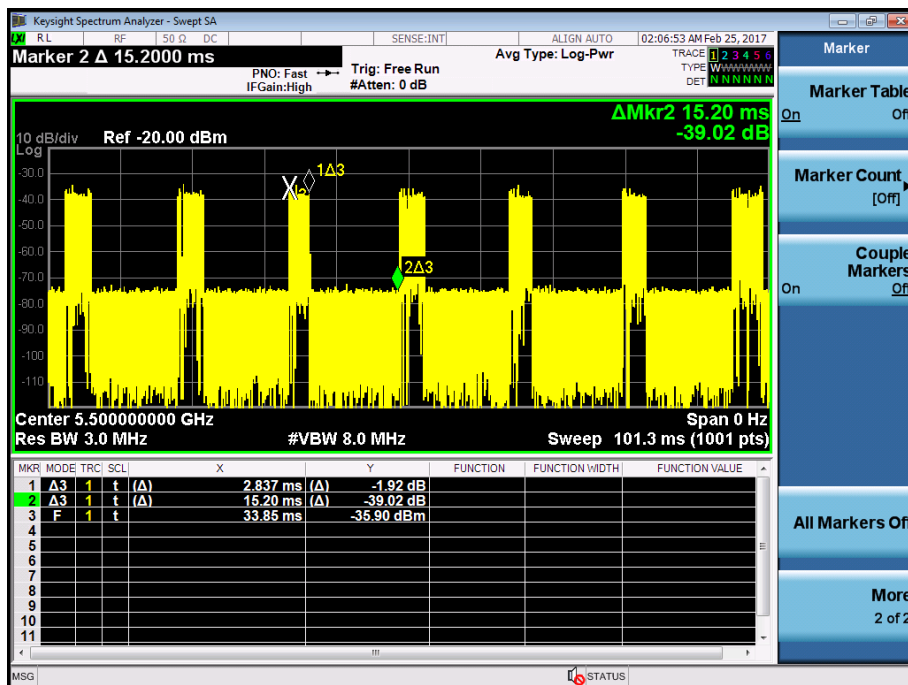 Keysight Spectrum Analyzer - Swept SA
LXI RL RF 50 Ω DC SENSE:INT ALIGN AUTO 02:06:53 AM Feb 25, 2017
Marker 2 Δ 15.2000 ms
PNO: Fast
IFGain:High
Trig: Free Run
#Atten: 0 dB
Avg Type: Log-Pwr
TRACE 1 2 3 4 5 6
TYPE WWWWWW
DET N N N N N N
ΔMkr2 15.20 ms
-39.02 dB
10 dB/div Ref -20.00 dBm
Log
-30.0
-40.0
-50.0
-60.0
-70.0
-80.0
-90.0
-100
-110
X2
1Δ3
2Δ3
Center 5.500000000 GHz Span 0 Hz
Res BW 3.0 MHz #VBW 8.0 MHz Sweep 101.3 ms (1001 pts)
MKR MODE TRC SCL X Y FUNCTION FUNCTION WIDTH FUNCTION VALUE
1 Δ3 1 t (Δ) 2.837 ms (Δ) -1.92 dB
2 Δ3 1 t (Δ) 15.20 ms (Δ) -39.02 dB
3 F 1 t 33.85 ms -35.90 dBm
4
5
6
7
8
9
10
11
MSG STATUS
Marker
Marker Table
On Off
Marker Count
[Off]
Couple
Markers
On Off
All Markers Off
More
2 of 2